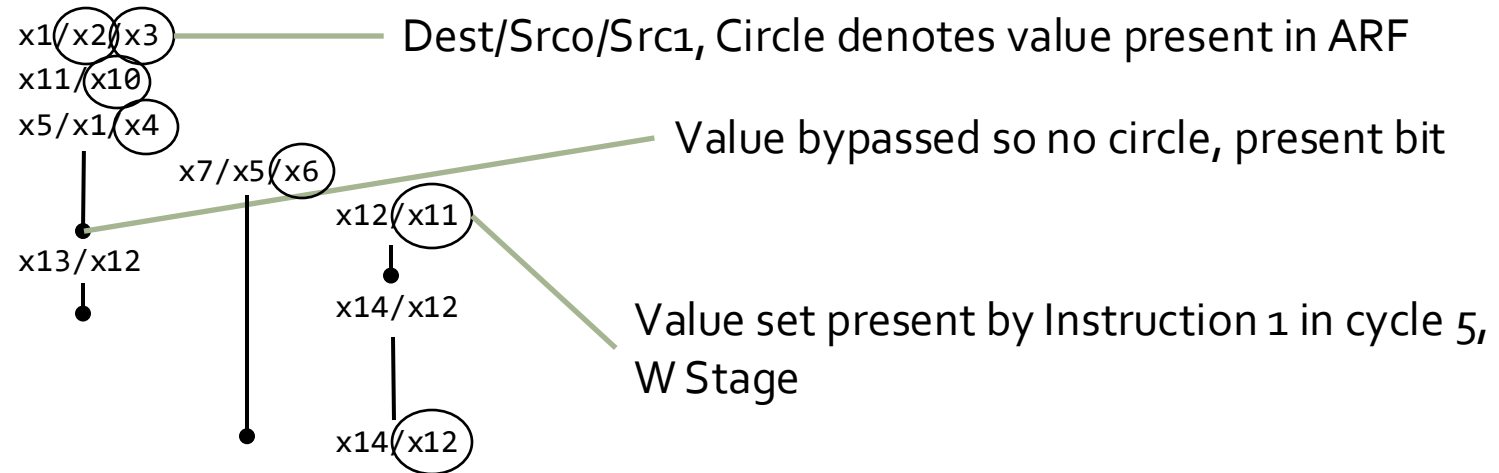 x1/x2/x3
Dest/Src0/Src1, Circle denotes value present in ARF
x11/x10
x5/x1/x4
Value bypassed so no circle, present bit
x7/x5/x6
x12/x11
x13/x12
x14/x12
Value set present by Instruction 1 in cycle 5,
W Stage
x14/x12